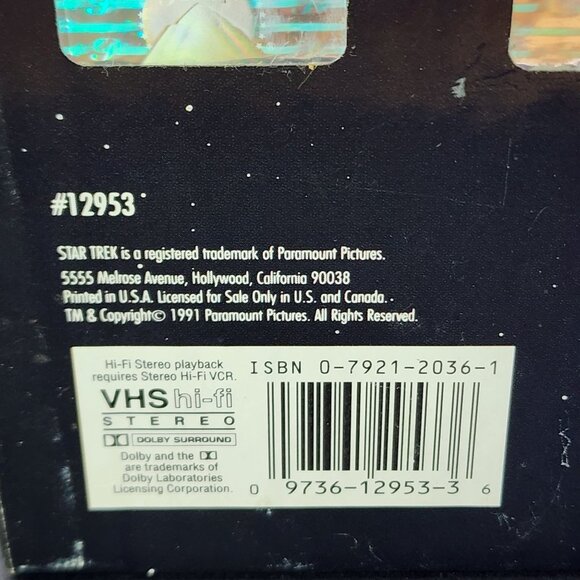 #12953
STAR TREK is a registered trademark of Paramount Pictures.
5555 Melrose Avenue, Hollywood, California 90038
Printed in U.S.A. Licensed for Sale Only in U.S. and Canada.
TM & Copyright© 1991 Paramount Pictures. All Rights Reserved.
Hi-Fi Stereo playback
requires Stereo Hi-Fi VCR.
VHS hi-fi
STEREO
DOLBY SURROUND
Dolby and the
are trademarks of
Dolby Laboratories
Licensing Corporation.
ISBN 0-7921-2036-1
0 9736-12953-3 6